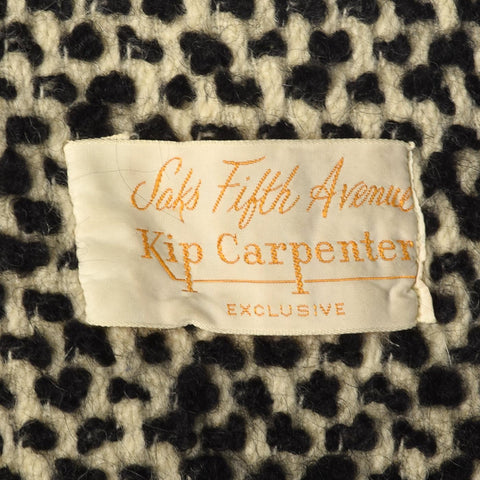 Saks Fifth Avenue
Kip Carpenter
EXCLUSIVE